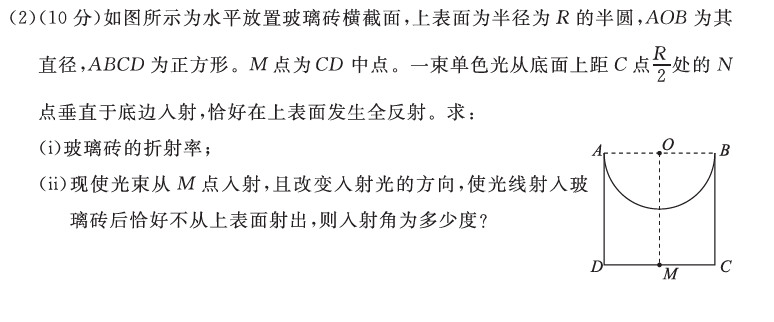 (2)(10分)如图所示为水平放置玻璃砖横截面,上表面为半径为 R 的半圆,AOB 为其
直径,ABCD 为正方形。M 点为 CD 中点。一束单色光从底面上距 C 点 R/2 处的 N
点垂直于底边入射,恰好在上表面发生全反射。求:
(i)玻璃砖的折射率;
(ii)现使光束从 M 点入射,且改变入射光的方向,使光线射入玻
璃砖后恰好不从上表面射出,则入射角为多少度?
A O B
D M C